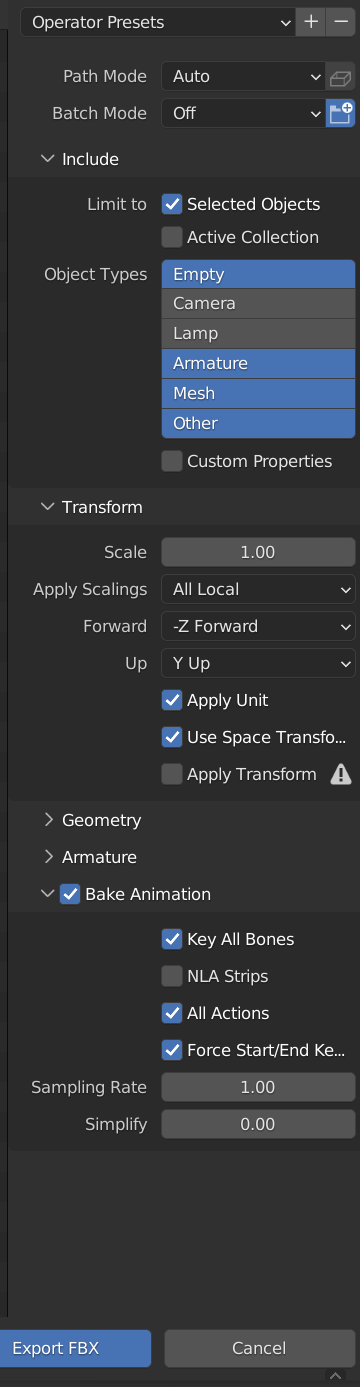 Operator Presets
Path Mode Auto
Batch Mode Off
Include
Limit to Selected Objects
Active Collection
Object Types Empty
Camera
Lamp
Armature
Mesh
Other
Custom Properties
Transform
Scale 1.00
Apply Scalings All Local
Forward -Z Forward
Up Y Up
Apply Unit
Use Space Transfo...
Apply Transform
Geometry
Armature
Bake Animation
Key All Bones
NLA Strips
All Actions
Force Start/End Ke...
Sampling Rate 1.00
Simplify 0.00
Export FBX Cancel